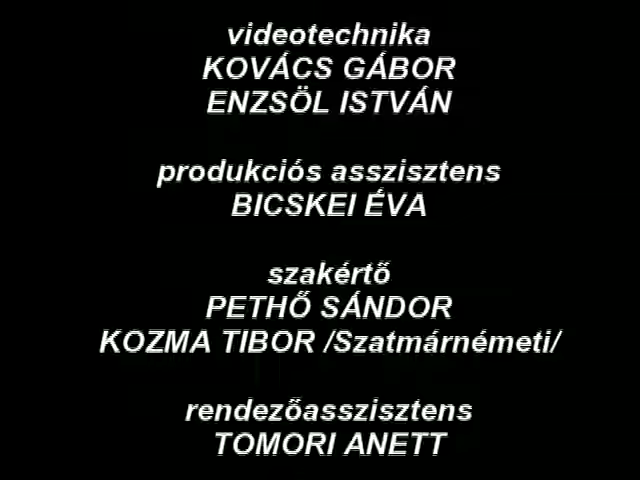 videotechnika
KOVÁCS GÁBOR
ENZSÖL ISTVÁN
produkciós asszisztens
BICSKEI ÉVA
szakértő
PETHŐ SÁNDOR
KOZMA TIBOR /Szatmárnémeti/
rendezőasszisztens
TOMORI ANETT